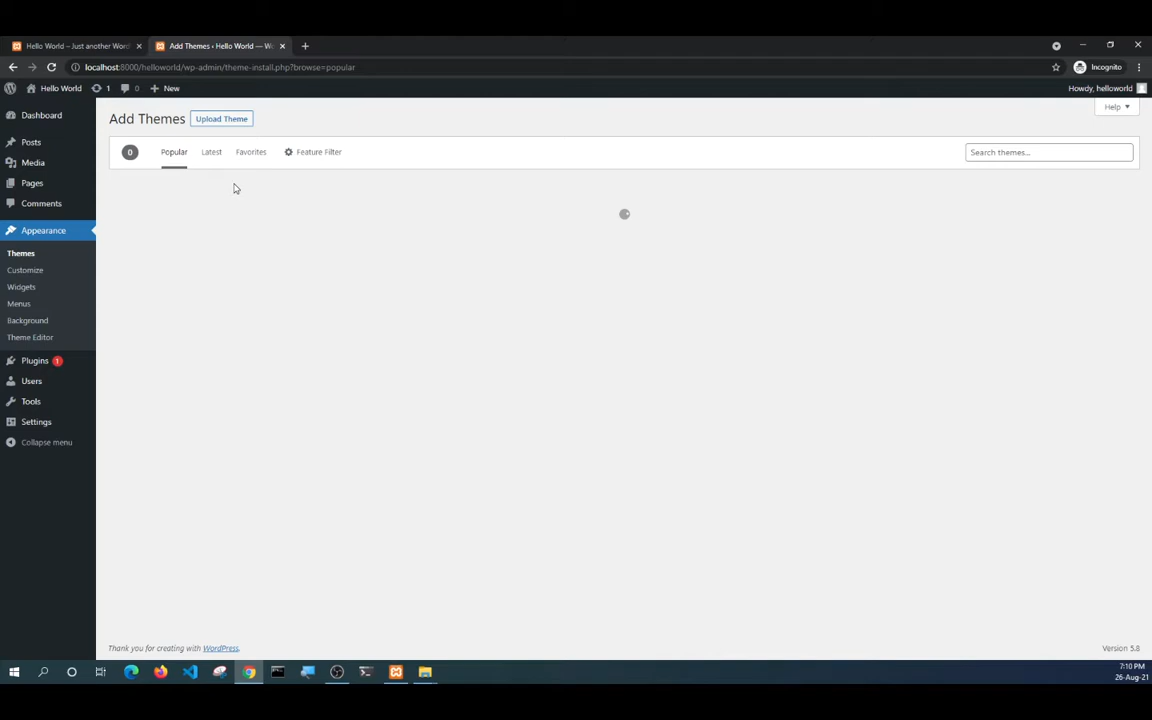 Hello World – Just another Word
Add Themes ‹ Hello World — W
localhost:8000/helloworld/wp-admin/theme-install.php?browse=popular
Incognito
Hello World
1
0
New
Howdy, helloworld
Dashboard
Posts
Media
Pages
Comments
Appearance
Themes
Customize
Widgets
Menus
Background
Theme Editor
Plugins 1
Users
Tools
Settings
Collapse menu
Add Themes
Upload Theme
Help
0
Popular
Latest
Favorites
Feature Filter
Search themes...
Thank you for creating with WordPress.
Version 5.8
7:10 PM
26-Aug-21